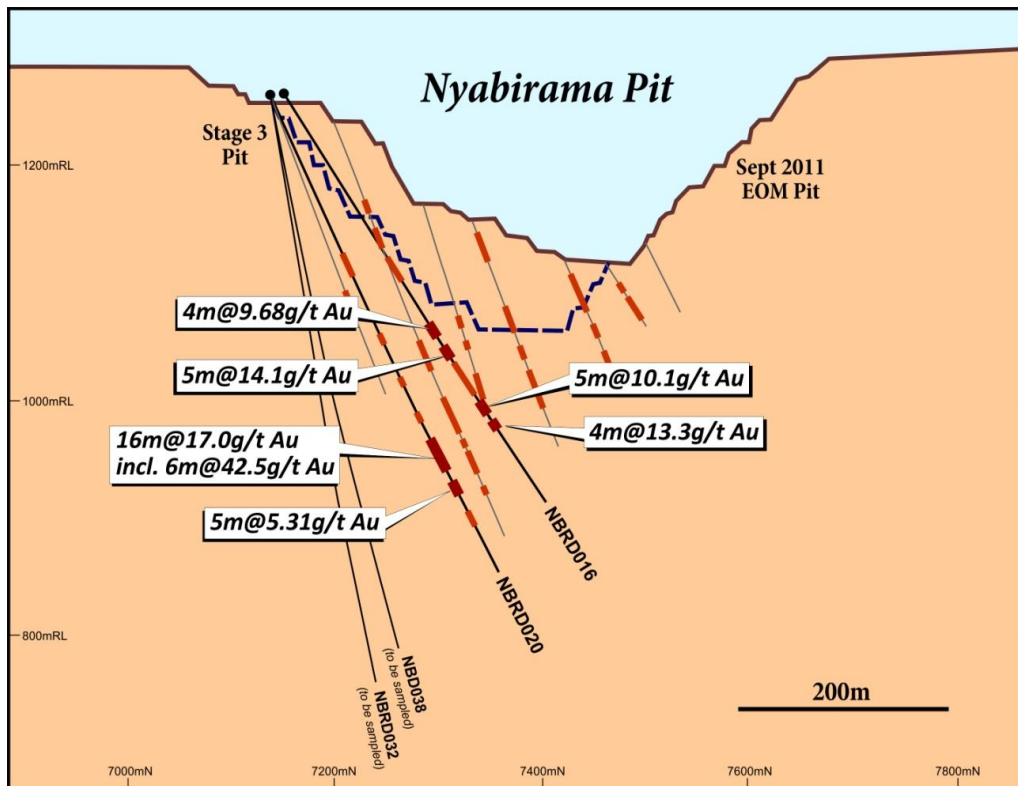 Nyabirama Pit
Stage 3
Pit
1200mRL
Sept 2011
EOM Pit
4m@9.68g/t Au
5m@14.1g/t Au
5m@10.1g/t Au
1000mRL
4m@13.3g/t Au
16m@17.0g/t Au
incl. 6m@42.5g/t Au
5m@5.31g/t Au
NBRD016
NBRD020
800mRL
NBD038
(to be sampled)
NBRD032
(to be sampled)
200m
7000mN
7200mN
7400mN
7600mN
7800mN